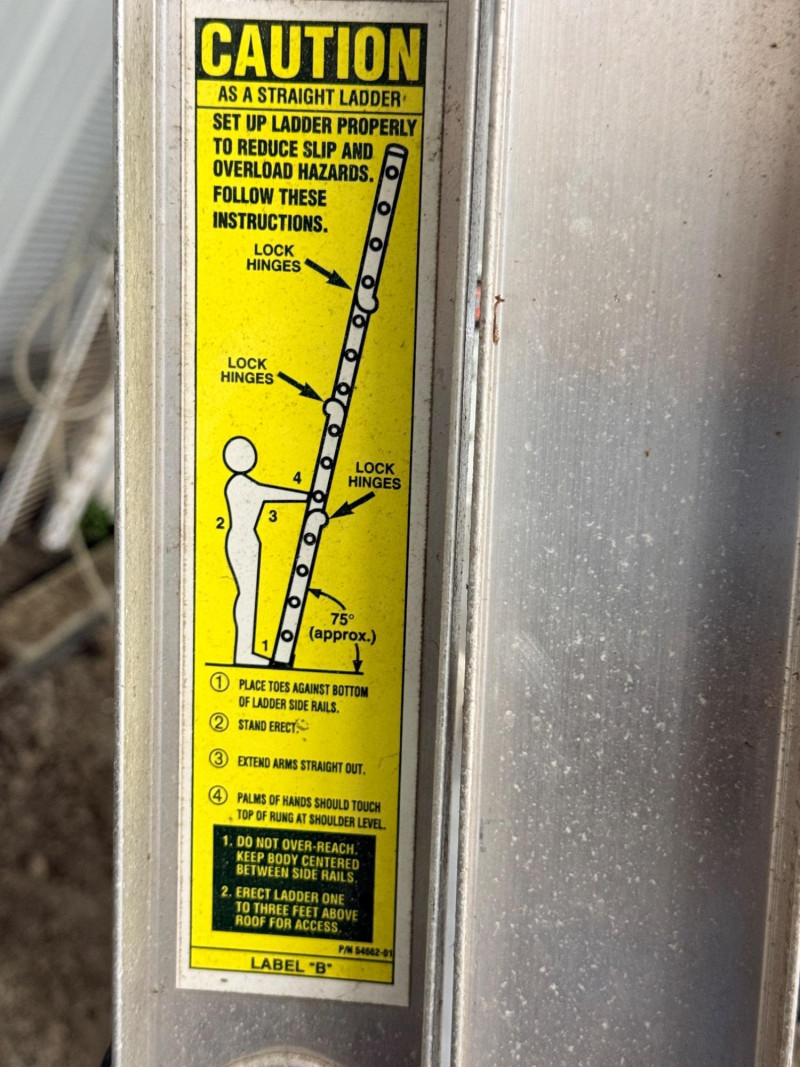 CAUTION
AS A STRAIGHT LADDER
SET UP LADDER PROPERLY
TO REDUCE SLIP AND
OVERLOAD HAZARDS.
FOLLOW THESE
INSTRUCTIONS.
LOCK
HINGES
LOCK
HINGES
LOCK
HINGES
4
2
3
75°
(approx.)
1
1 PLACE TOES AGAINST BOTTOM
OF LADDER SIDE RAILS.
2 STAND ERECT.
3 EXTEND ARMS STRAIGHT OUT.
4 PALMS OF HANDS SHOULD TOUCH
TOP OF RUNG AT SHOULDER LEVEL.
1. DO NOT OVER-REACH.
KEEP BODY CENTERED
BETWEEN SIDE RAILS.
2. ERECT LADDER ONE
TO THREE FEET ABOVE
ROOF FOR ACCESS.
P/N 54662-01
LABEL "B"